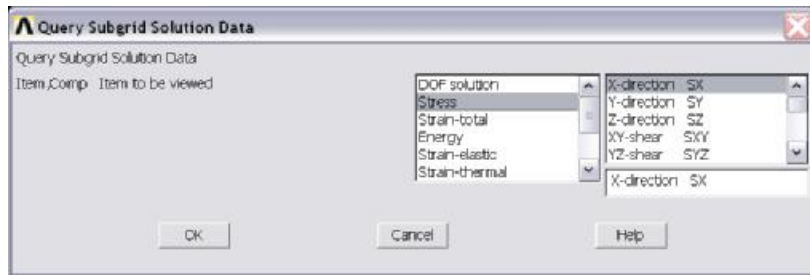 Query Subgrid Solution Data
Query Subgrid Solution Data
Item,Comp Item to be viewed
DOF solution
Stress
Strain-total
Energy
Strain-elastic
Strain-thermal
X-direction SX
Y-direction SY
Z-direction SZ
XY-shear SXY
YZ-shear SYZ
X-direction SX
OK
Cancel
Help